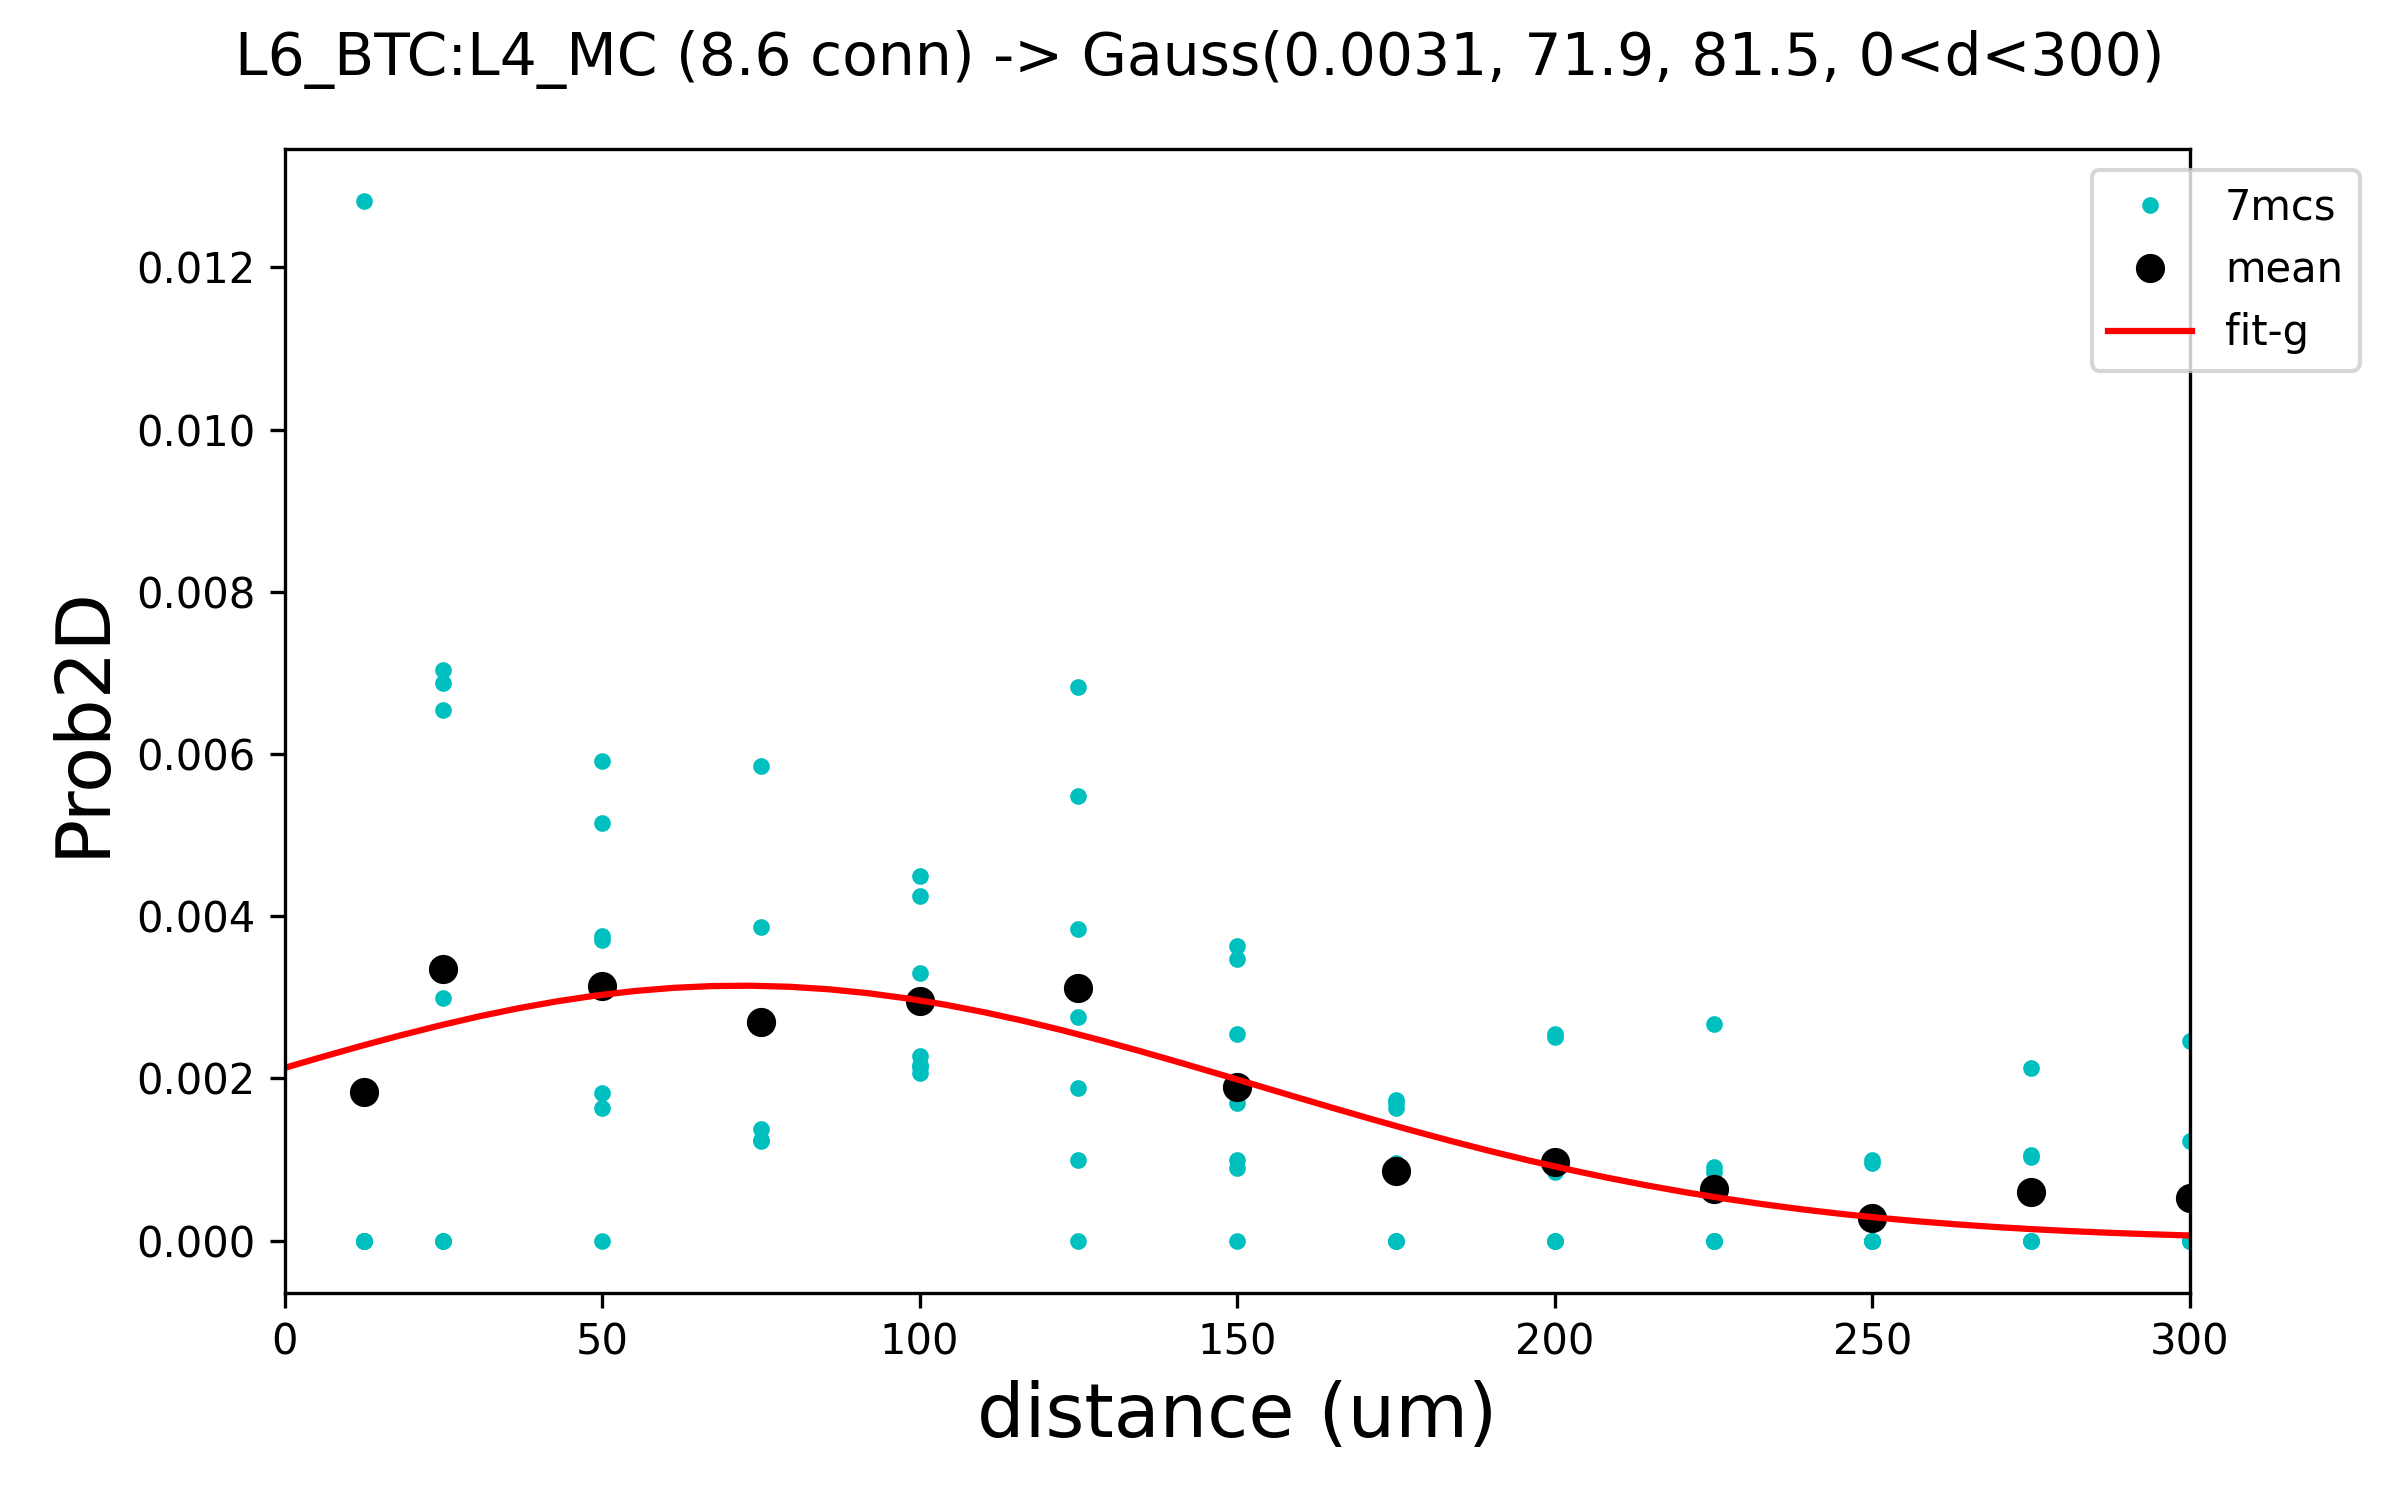 L6_BTC:L4_MC (8.6 conn) -> Gauss(0.0031, 71.9, 81.5, 0<d<300)
7mcs
mean
fit-g
0.012
0.010
0.008
0.006
0.004
0.002
0.000
Prob2D
0 50 100 150 200 250 300
distance (um)